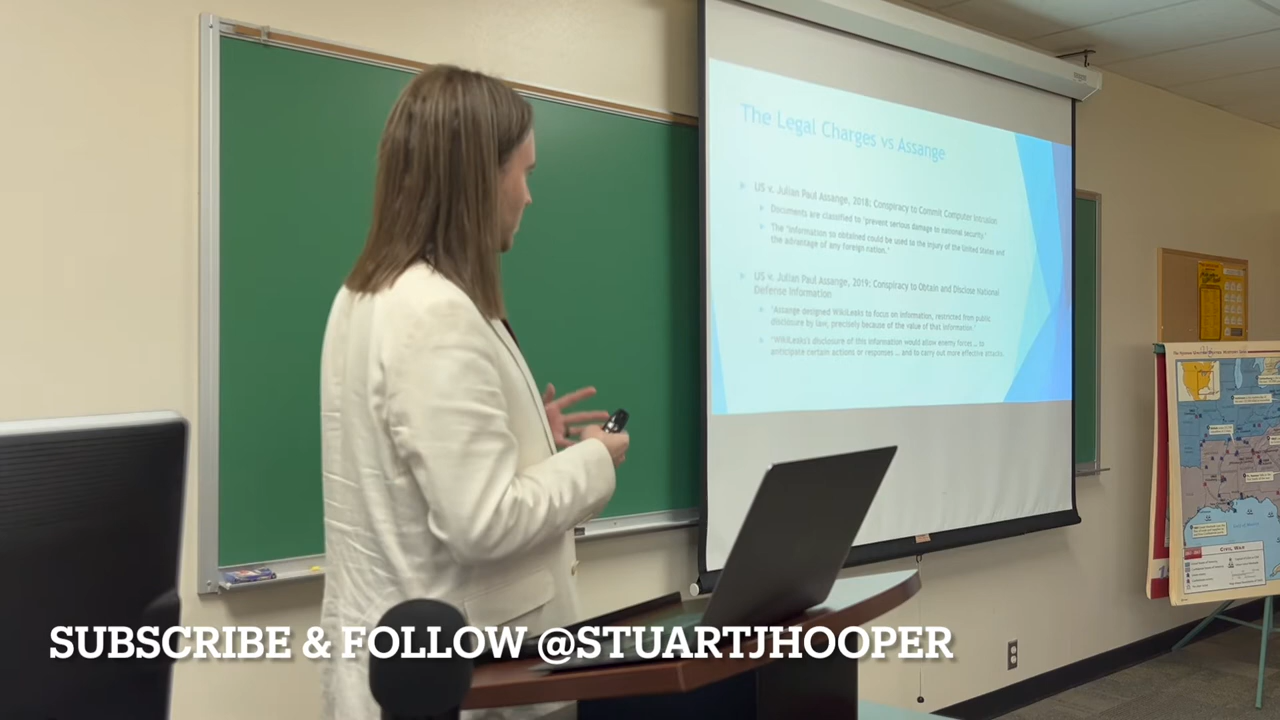 The Legal Charges vs Assange
US v. Julian Paul Assange, 2018: Conspiracy to Commit Computer Intrusion
Documents are classified to "prevent serious damage to national security"
The "information so obtained could be used to the injury of the United States and
the advantage of any foreign nation."
US v. Julian Paul Assange, 2019: Conspiracy to Obtain and Disclose National
Defense Information
"Assange designed WikiLeaks to focus on information, restricted from public
disclosure by law, precisely because of the value of that information."
"WikiLeaks's disclosure of this information would allow enemy forces … to
anticipate certain actions or responses … and to carry out more effective attacks.
CIVIL WAR
SUBSCRIBE & FOLLOW @STUARTJHOOPER